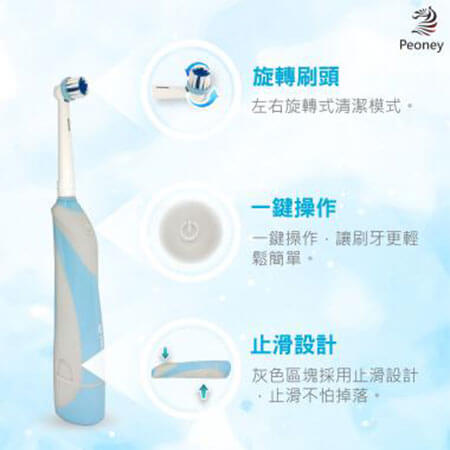 Peoney
旋轉刷頭
左右旋轉式清潔模式。
一鍵操作
一鍵操作，讓刷牙更輕
鬆簡單。
止滑設計
灰色區塊採用止滑設計
，止滑不怕掉落。